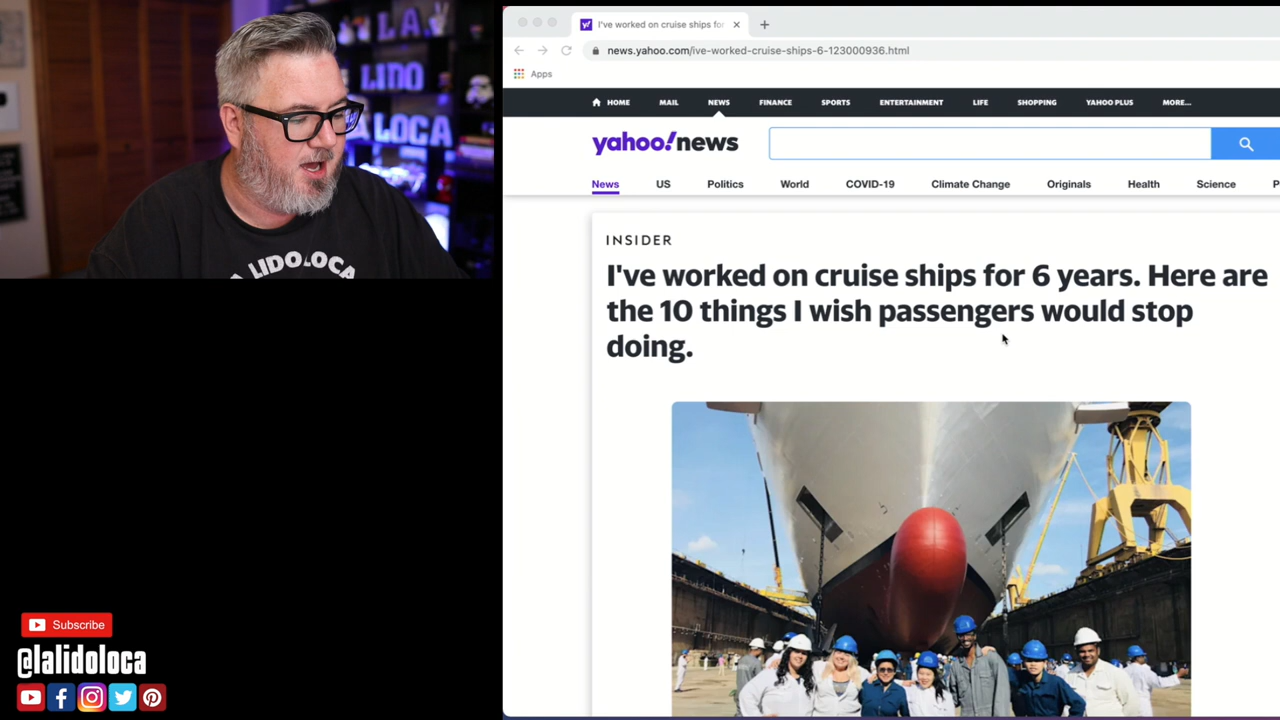 LA
LIDO
LOCA
LIDO LOCA
Subscribe
@lalidoloca
I've worked on cruise ships for
news.yahoo.com/ive-worked-cruise-ships-6-123000936.html
Apps
HOME MAIL NEWS FINANCE SPORTS ENTERTAINMENT LIFE SHOPPING YAHOO PLUS MORE...
yahoo!news
News US Politics World COVID-19 Climate Change Originals Health Science P
INSIDER
I've worked on cruise ships for 6 years. Here are
the 10 things I wish passengers would stop
doing.